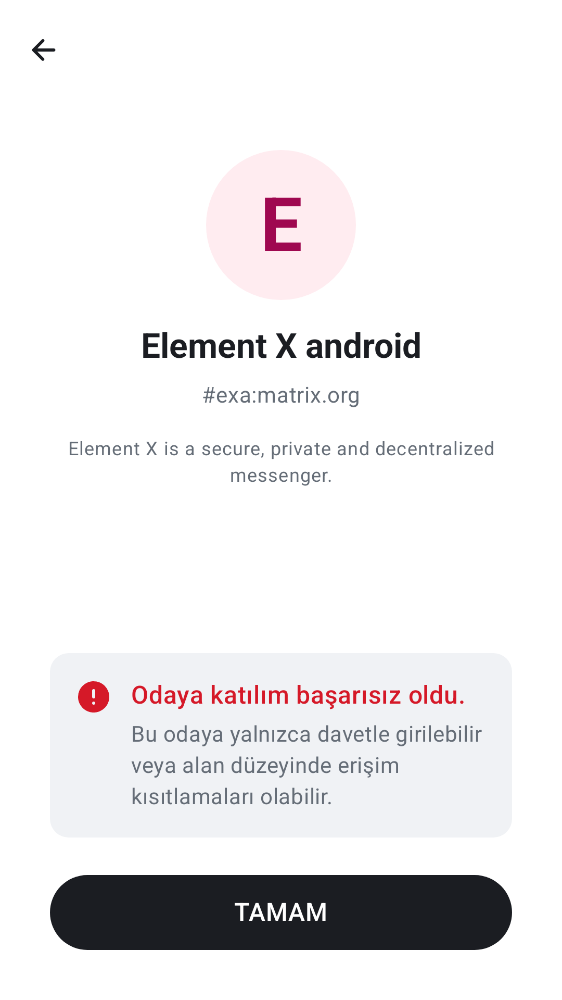 E
Element X android
#exa:matrix.org
Element X is a secure, private and decentralized
messenger.
Odaya katılım başarısız oldu.
Bu odaya yalnızca davetle girilebilir
veya alan düzeyinde erişim
kısıtlamaları olabilir.
TAMAM